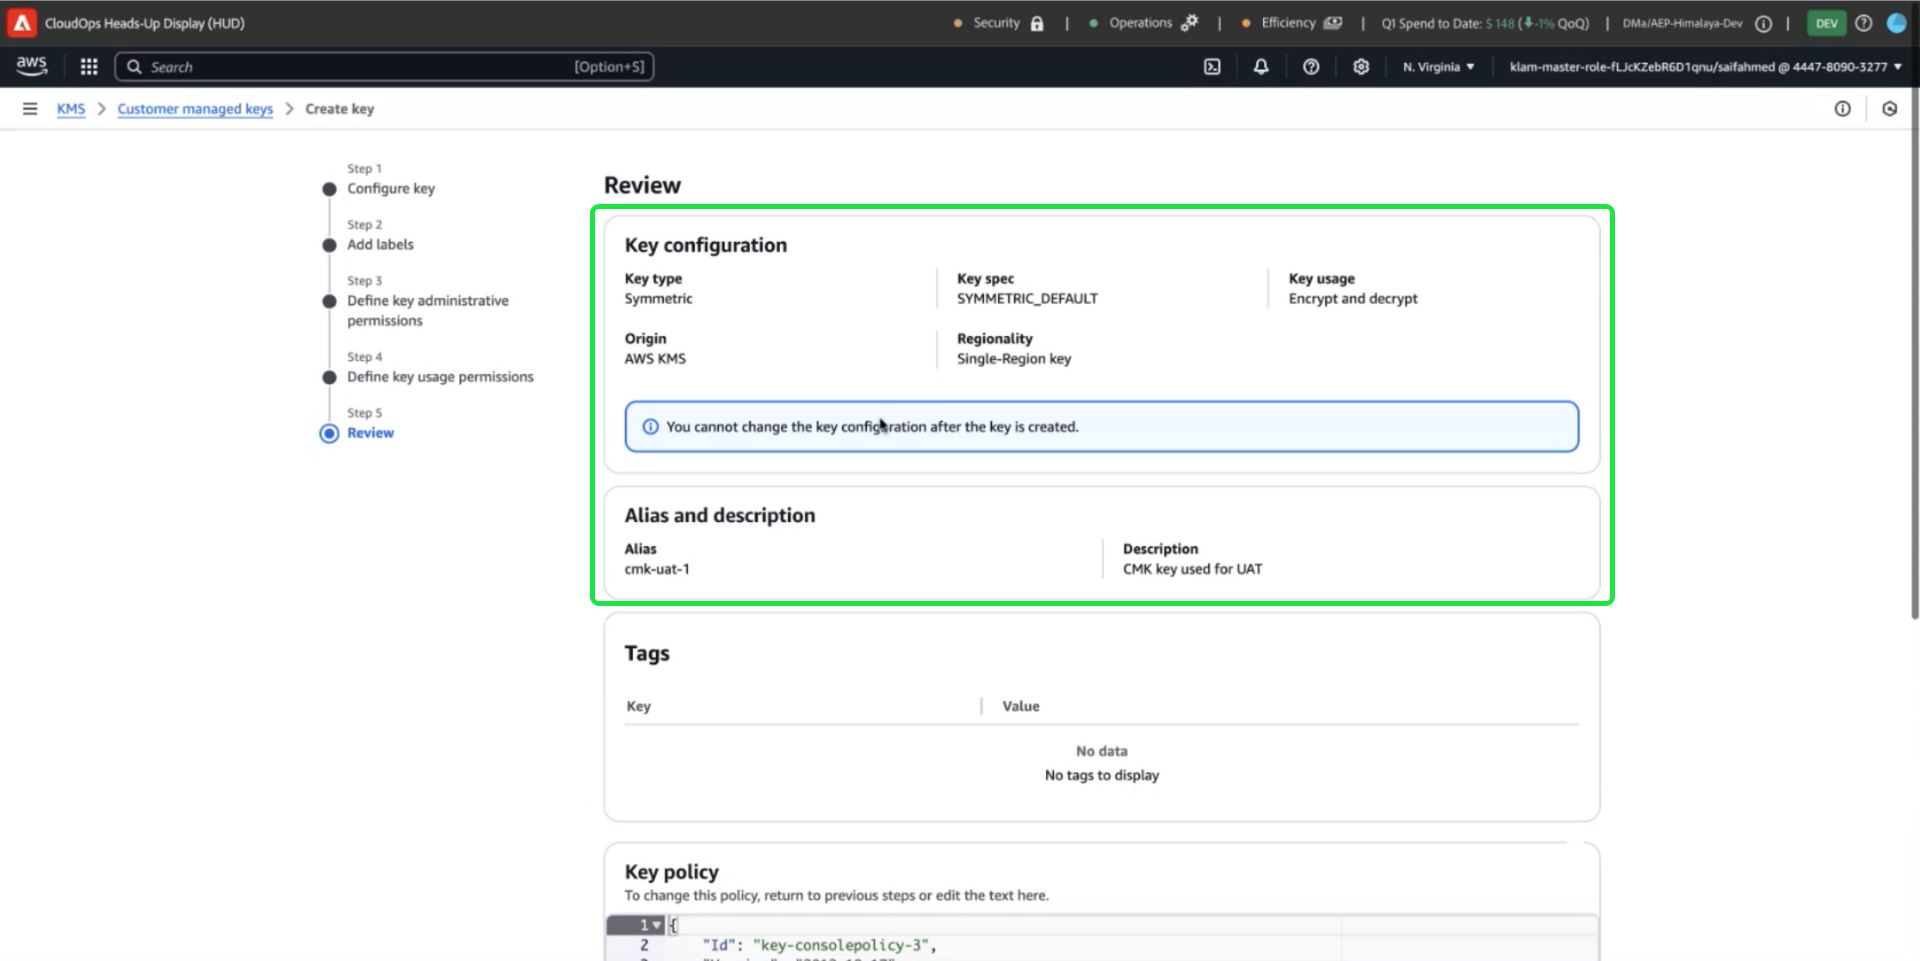 CloudOps Heads-Up Display (HUD)
Security | Operations | Efficiency | Q1 Spend to Date: $ 148 (-1% QoQ) | DMa/AEP-Himalaya-Dev | DEV
aws Search [Option+S] N. Virginia klam-master-role-fLJcKZebR6D1qnu/saifahmed @ 4447-8090-3277
KMS > Customer managed keys > Create key
Step 1
Configure key
Step 2
Add labels
Step 3
Define key administrative
permissions
Step 4
Define key usage permissions
Step 5
Review
Review
Key configuration
Key type
Symmetric
Key spec
SYMMETRIC_DEFAULT
Key usage
Encrypt and decrypt
Origin
AWS KMS
Regionality
Single-Region key
You cannot change the key configuration after the key is created.
Alias and description
Alias
cmk-uat-1
Description
CMK key used for UAT
Tags
Key | Value
No data
No tags to display
Key policy
To change this policy, return to previous steps or edit the text here.
1 {
2 "Id": "key-consolepolicy-3",